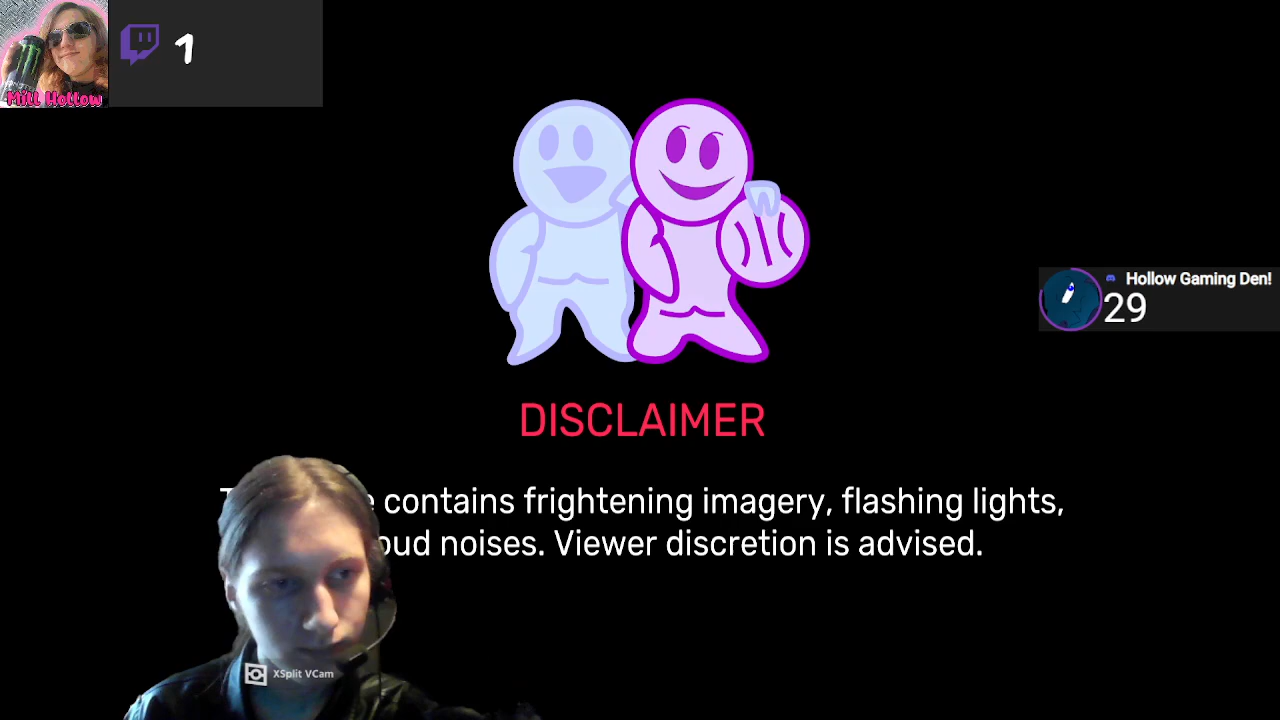 1
Mill Hollow
Hollow Gaming Den!
29
DISCLAIMER
contains frightening imagery, flashing lights,
noises. Viewer discretion is advised.
XSplit VCam